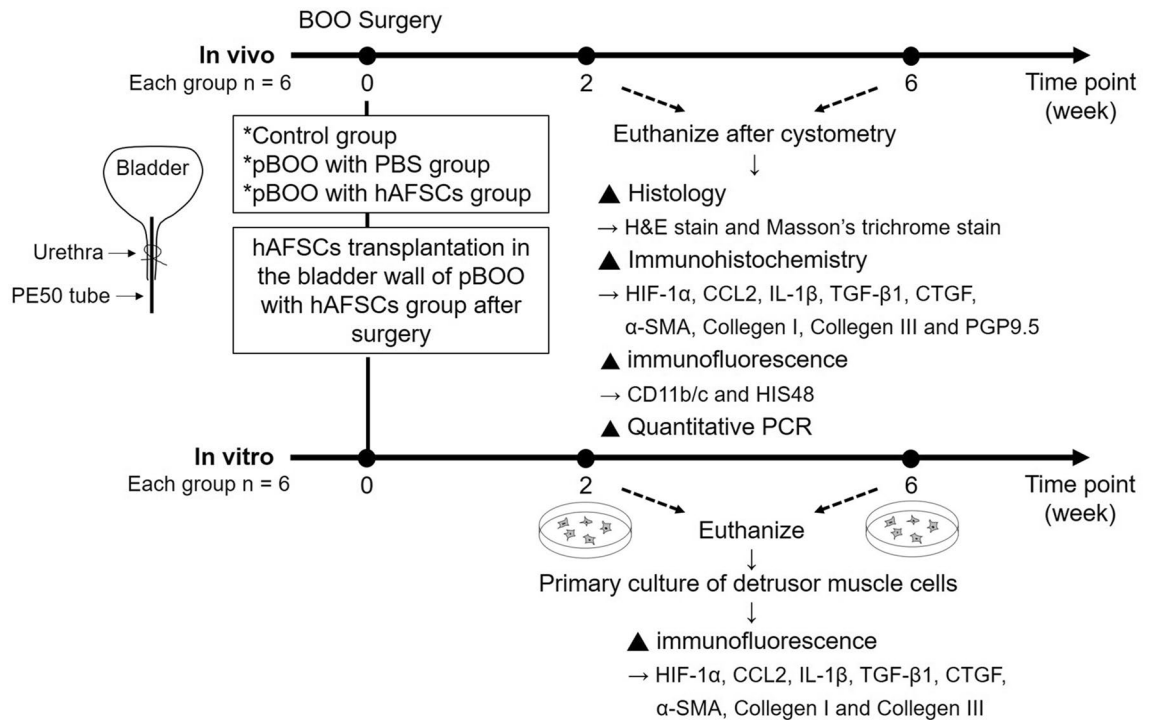 BOO Surgery
In vivo
Each group n = 6
0
2
6
Time point
(week)
*Control group
*pBOO with PBS group
*pBOO with hAFSCs group
hAFSCs transplantation in
the bladder wall of pBOO
with hAFSCs group after
surgery
Bladder
Urethra →
PE50 tube →
Euthanize after cystometry
↓
▲ Histology
→ H&E stain and Masson's trichrome stain
▲ Immunohistochemistry
→ HIF-1α, CCL2, IL-1β, TGF-β1, CTGF,
α-SMA, Collegen I, Collegen III and PGP9.5
▲ immunofluorescence
→ CD11b/c and HIS48
▲ Quantitative PCR
In vitro
Each group n = 6
0
2
6
Time point
(week)
Euthanize
↓
Primary culture of detrusor muscle cells
↓
▲ immunofluorescence
→ HIF-1α, CCL2, IL-1β, TGF-β1, CTGF,
α-SMA, Collegen I and Collegen III